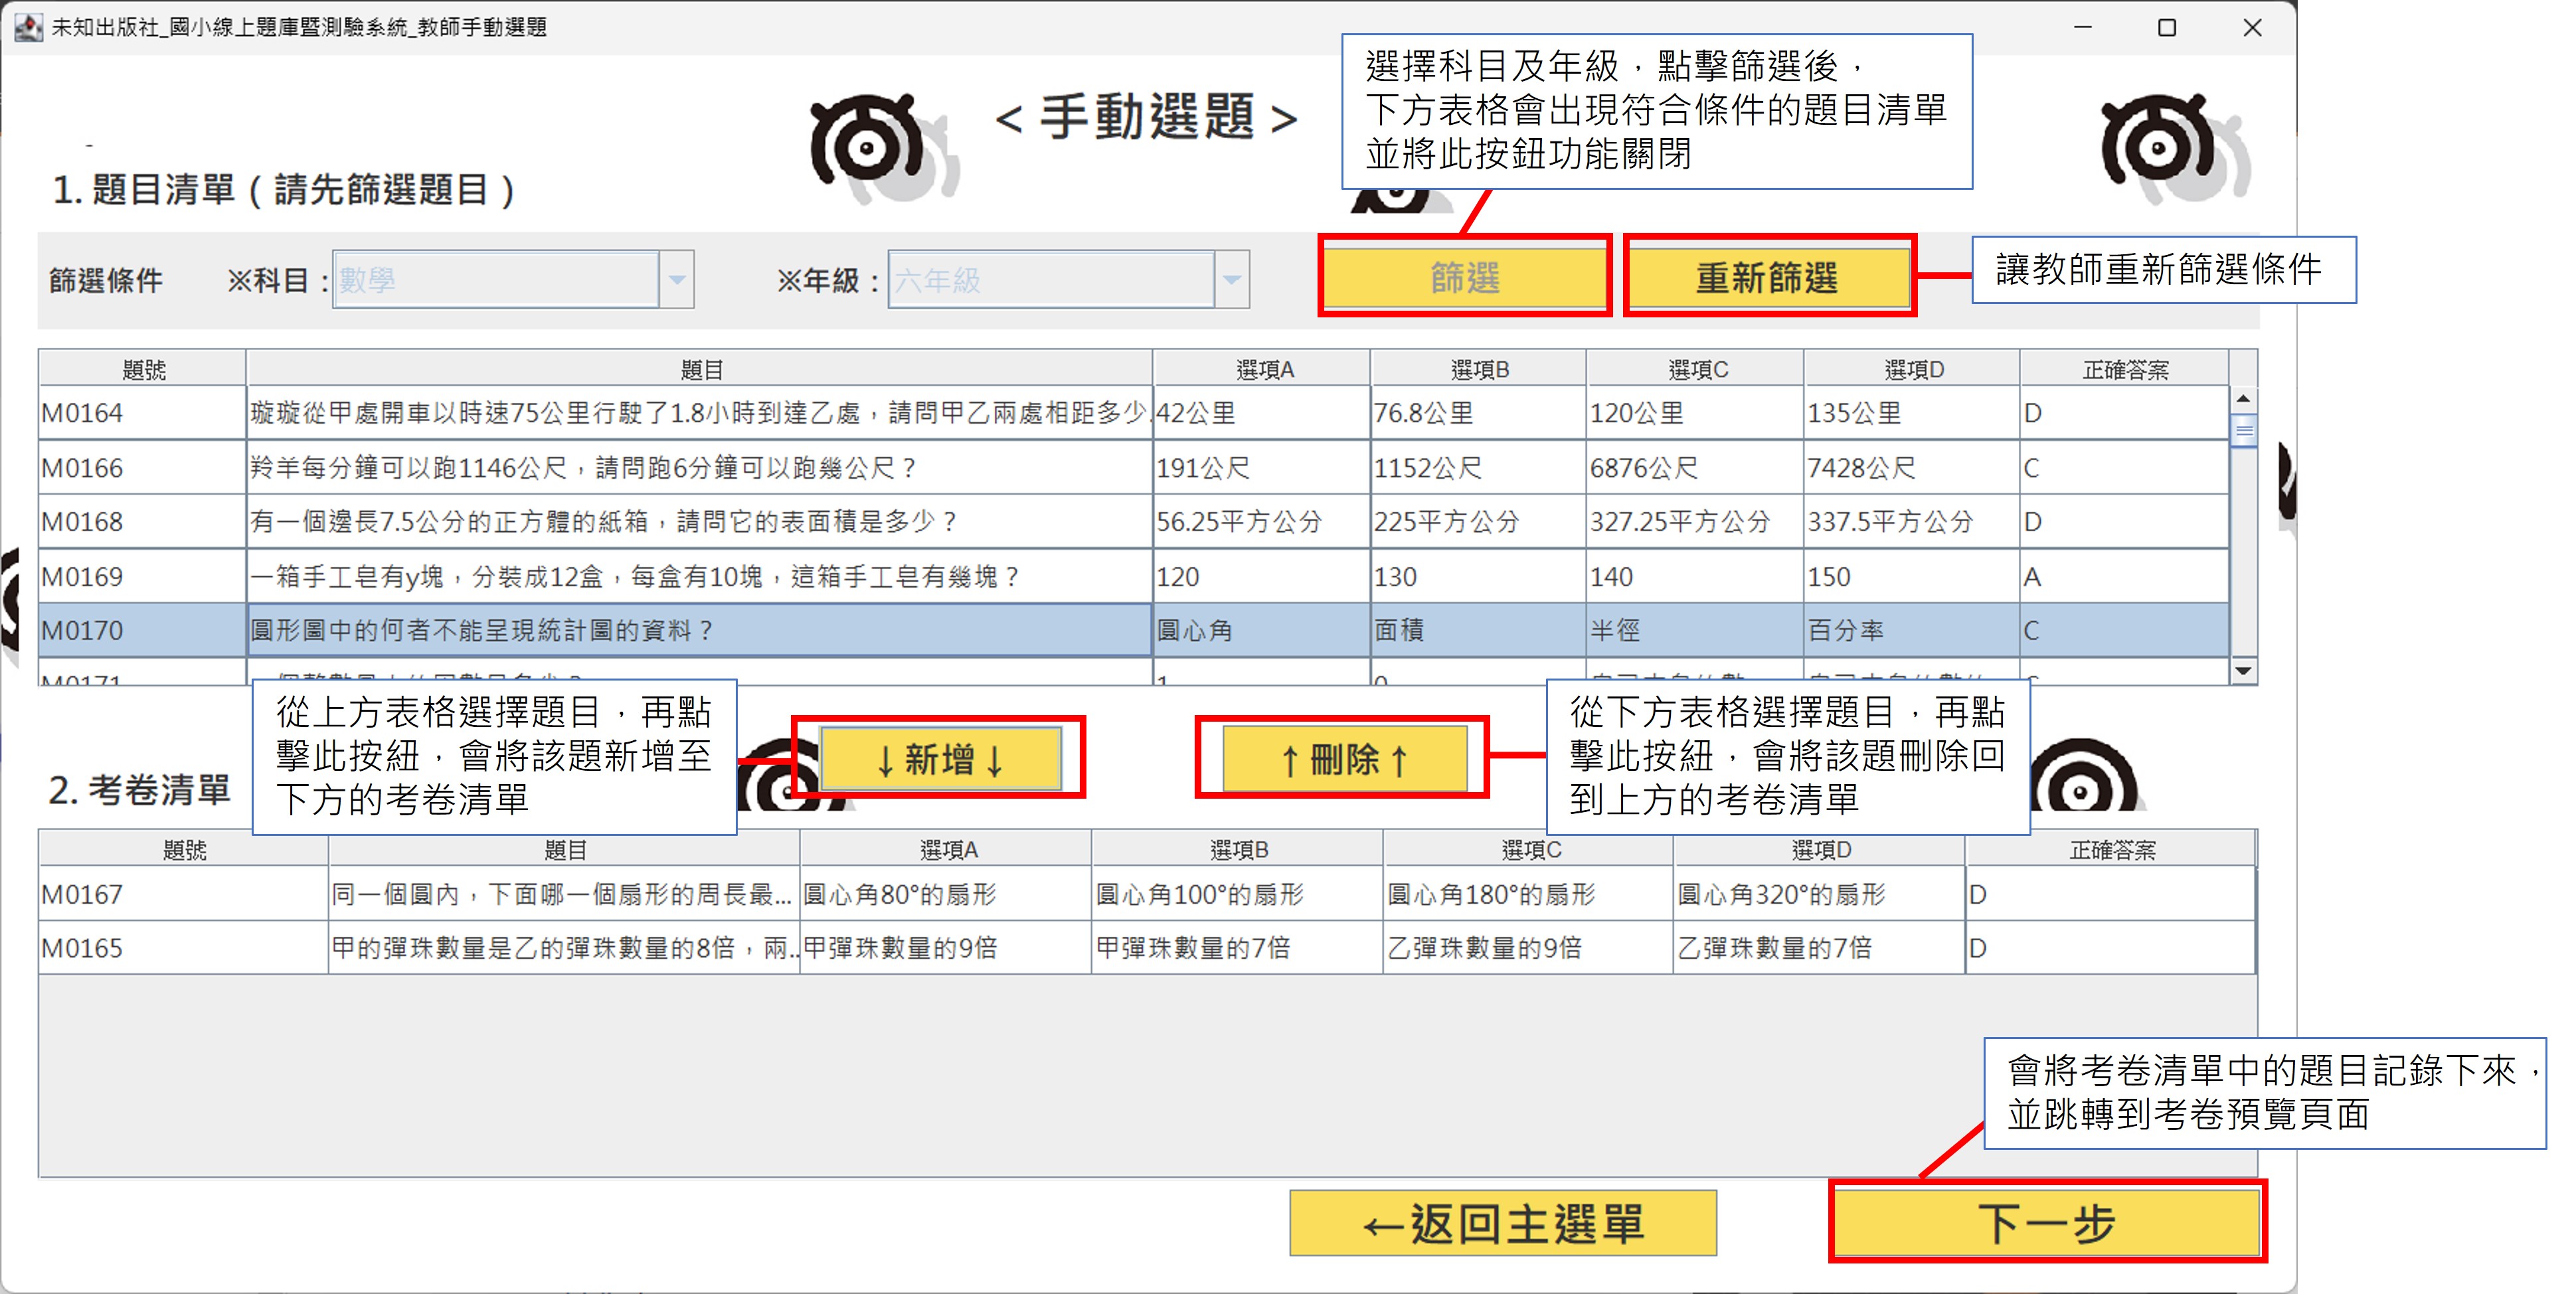 未知出版社_國小線上題庫暨測驗系統_教師手動選題
選擇科目及年級，點擊篩選後，
下方表格會出現符合條件的題目清單
並將此按鈕功能關閉
＜手動選題＞
1. 題目清單（請先篩選題目）
篩選條件 ※科目：數學 ※年級：六年級 篩選 重新篩選
讓教師重新篩選條件
題號 題目 選項A 選項B 選項C 選項D 正確答案
M0164 璇璇從甲處開車以時速75公里行駛了1.8小時到達乙處，請問甲乙兩處相距多少... 42公里 76.8公里 120公里 135公里 D
M0166 羚羊每分鐘可以跑1146公尺，請問跑6分鐘可以跑幾公尺？ 191公尺 1152公尺 6876公尺 7428公尺 C
M0168 有一個邊長7.5公分的正方體的紙箱，請問它的表面積是多少？ 56.25平方公分 225平方公分 327.25平方公分 337.5平方公分 D
M0169 一箱手工皂有y塊，分裝成12盒，每盒有10塊，這箱手工皂有幾塊？ 120 130 140 150 A
M0170 圓形圖中的何者不能呈現統計圖的資料？ 圓心角 面積 半徑 百分率 C
M0171
從上方表格選擇題目，再點
擊此按紐，會將該題新增至
下方的考卷清單
↓新增↓
↑刪除↑
從下方表格選擇題目，再點
擊此按紐，會將該題刪除回
到上方的考卷清單
2. 考卷清單
題號 題目 選項A 選項B 選項C 選項D 正確答案
M0167 同一個圓內，下面哪一個扇形的周長最... 圓心角80°的扇形 圓心角100°的扇形 圓心角180°的扇形 圓心角320°的扇形 D
M0165 甲的彈珠數量是乙的彈珠數量的8倍，兩... 甲彈珠數量的9倍 甲彈珠數量的7倍 乙彈珠數量的9倍 乙彈珠數量的7倍 D
會將考卷清單中的題目記錄下來，
並跳轉到考卷預覽頁面
←返回主選單
下一步